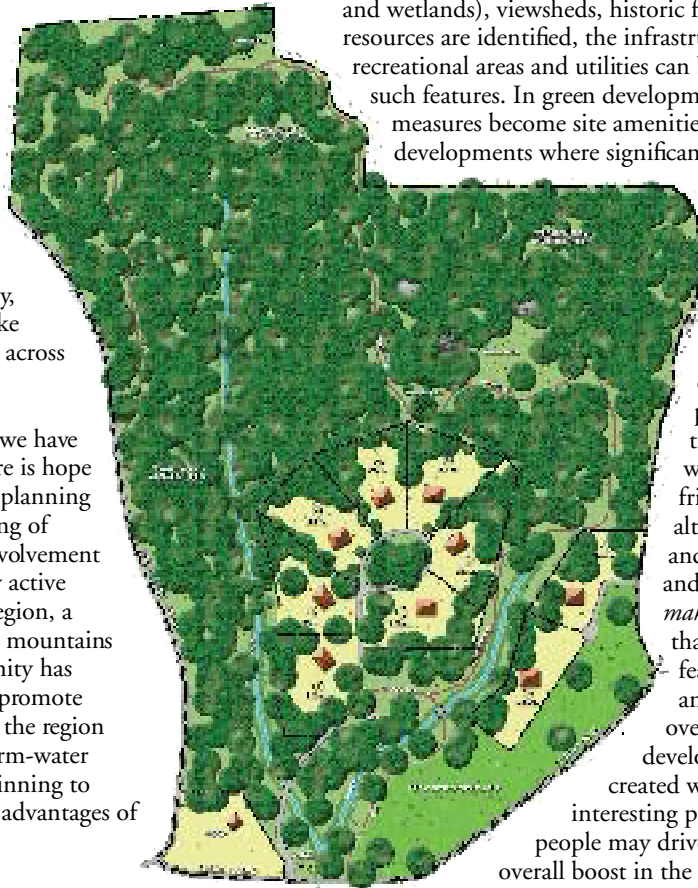 and wetlands), viewsheds, historic f
resources are identified, the infrastru
recreational areas and utilities can
such features. In green developm
measures become site amenitie
developments where significan
y,
ke
across
we have
re is hope
planning
ng of
volvement
active
egion, a
mountains
nity has
promote
the region
rm-water
inning to
advantages of
t
w
fri
alt
and
and
mak
tha
fea
an
ove
develo
created w
interesting p
people may drive
overall boost in the